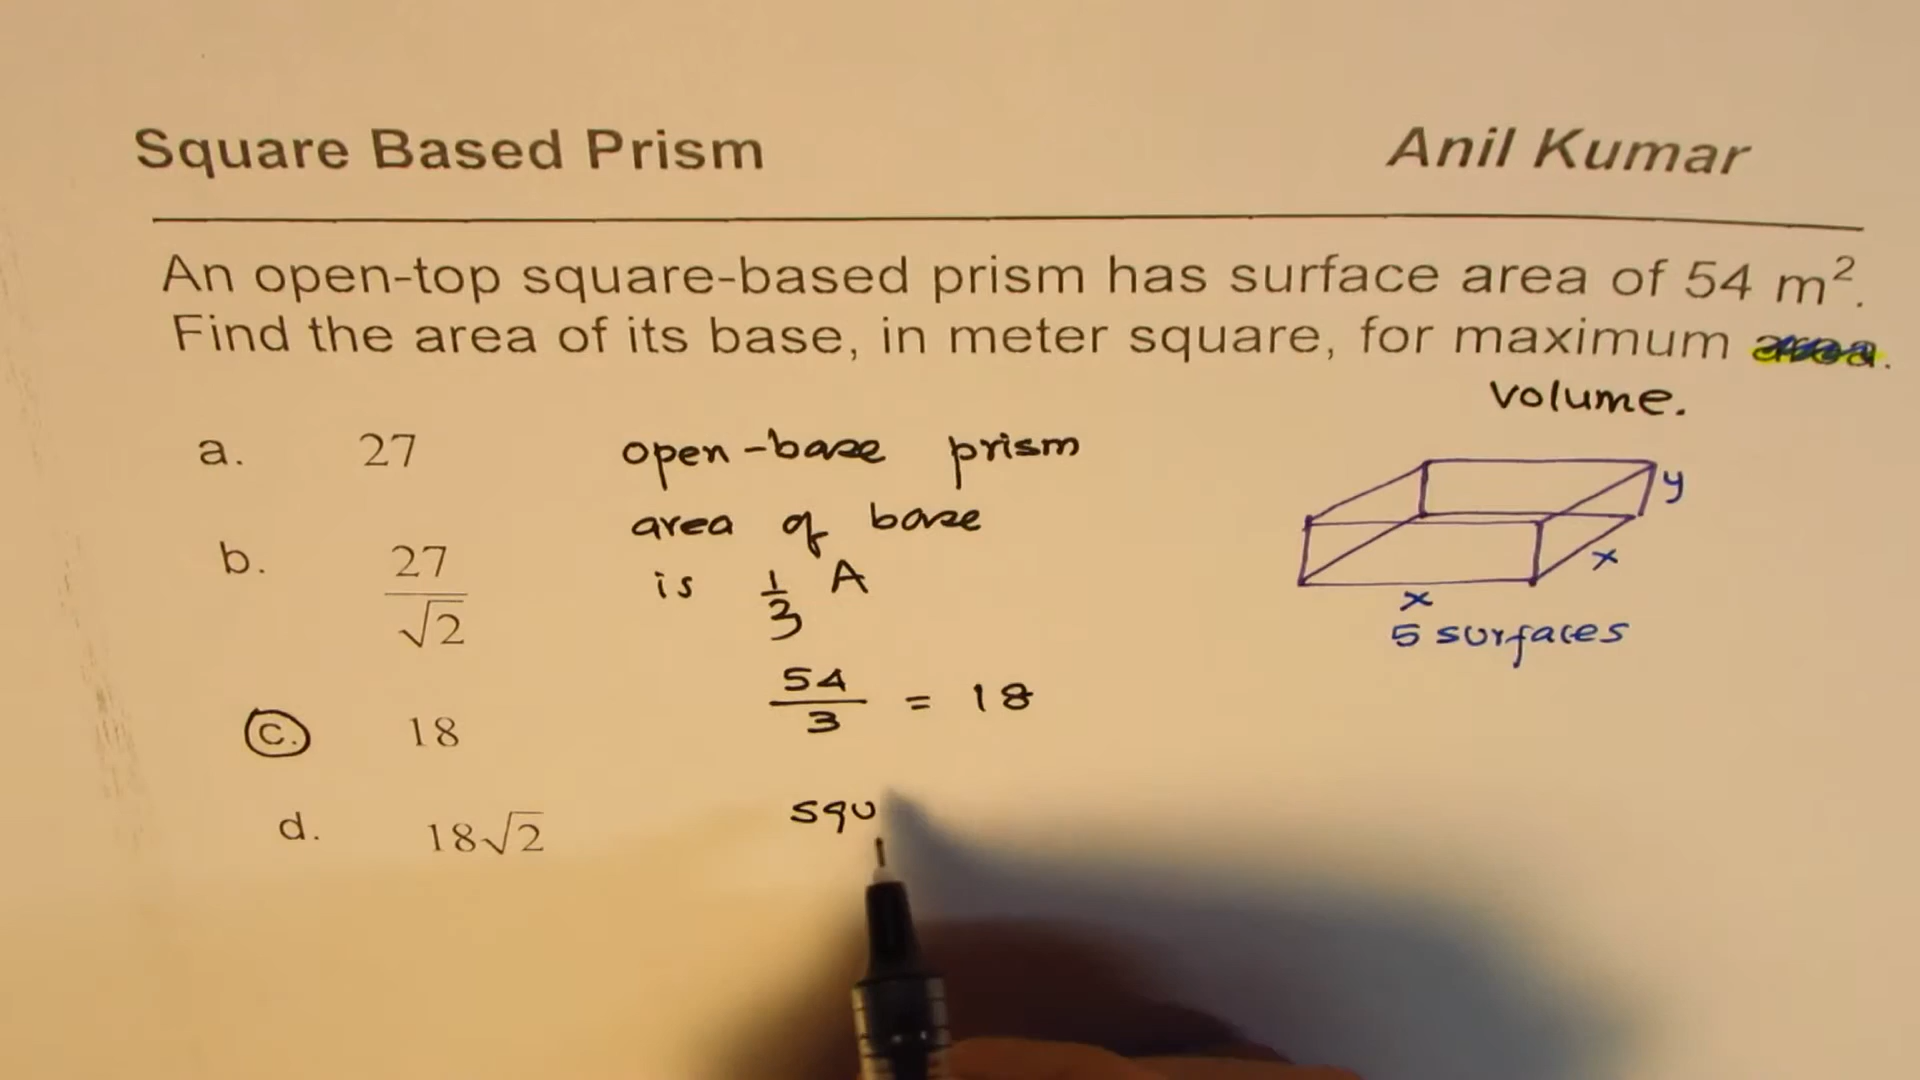 Square Based Prism
Anil Kumar
An open-top square-based prism has surface area of 54 m².
Find the area of its base, in meter square, for maximum area.
volume.
a. 27
b. 27/√2
c. 18
d. 18√2
open-base prism
area of base
is 1/3 A
54/3 = 18
squ
y
x
x
5 surfaces